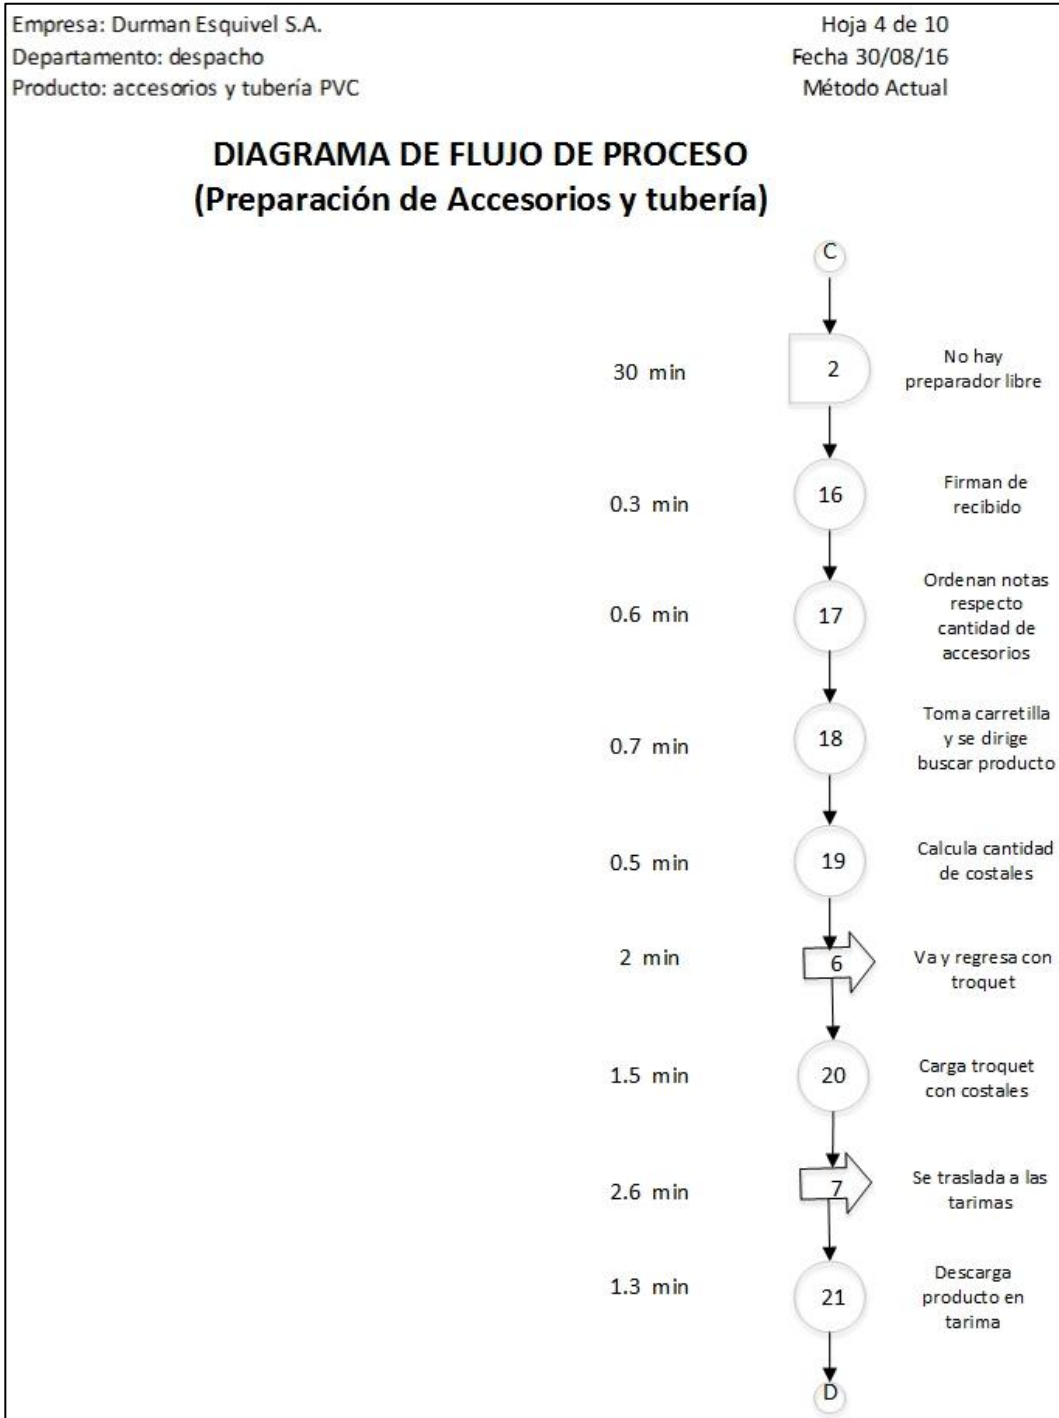 Empresa: Durman Esquivel S.A.
Hoja 4 de 10
Departamento: despacho
Fecha 30/08/16
Producto: accesorios y tubería PVC
Método Actual
DIAGRAMA DE FLUJO DE PROCESO
(Preparación de Accesorios y tubería)
C
30 min
2
No hay
preparador libre
0.3 min
16
Firman de
recibido
0.6 min
17
Ordenan notas
respecto
cantidad de
accesorios
0.7 min
18
Toma carretilla
y se dirige
buscar producto
0.5 min
19
Calcula cantidad
de costales
2 min
6
Va y regresa con
troquet
1.5 min
20
Carga troquet
con costales
2.6 min
7
Se traslada a las
tarimas
1.3 min
21
Descarga
producto en
tarima
D